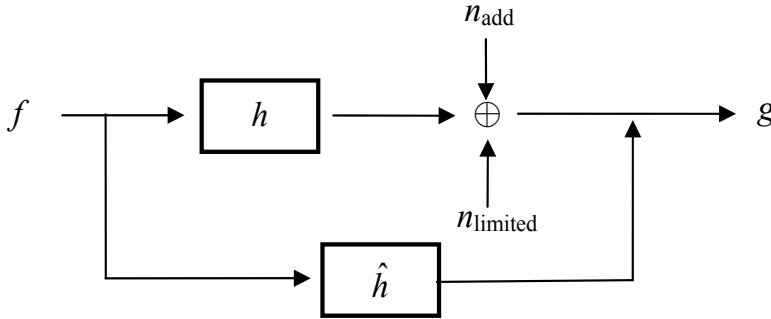 n_add
f h ⊕ g
n_limited
ĥ